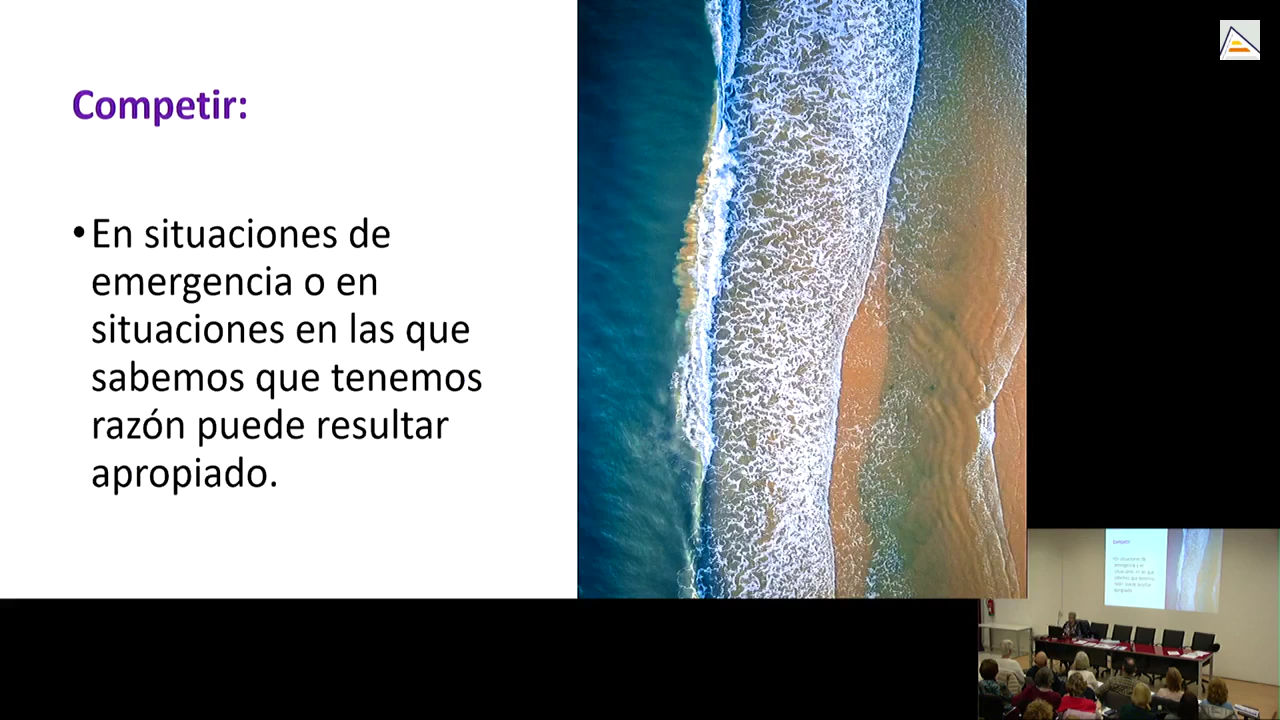 Competir:
•En situaciones de
emergencia o en
situaciones en las que
sabemos que tenemos
razón puede resultar
apropiado.